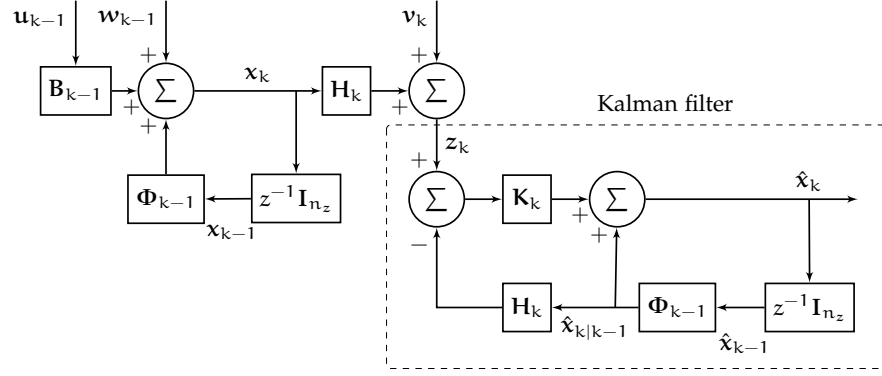 u_{k−1} w_{k−1} v_k
+ +
B_{k−1} + Σ x_k H_k + Σ
+ Kalman filter
z_k
+
Φ_{k−1} z^{−1}I_{n_z} Σ K_k + Σ x̂_k
x_{k−1} − +
H_k x̂_{k|k−1} Φ_{k−1} x̂_{k−1} z^{−1}I_{n_z}